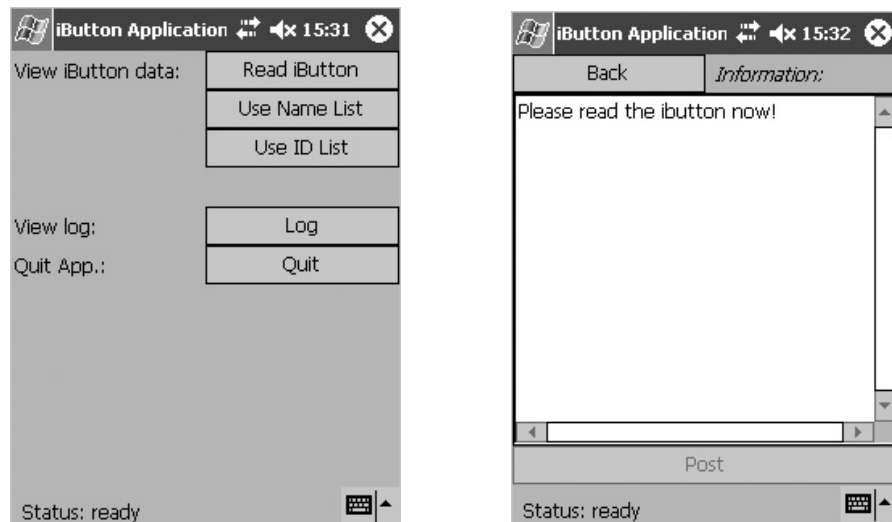 iButton Application 15:31
View iButton data: Read iButton
Use Name List
Use ID List
View log: Log
Quit App.: Quit
Status: ready
iButton Application 15:32
Back Information:
Please read the ibutton now!
Post
Status: ready